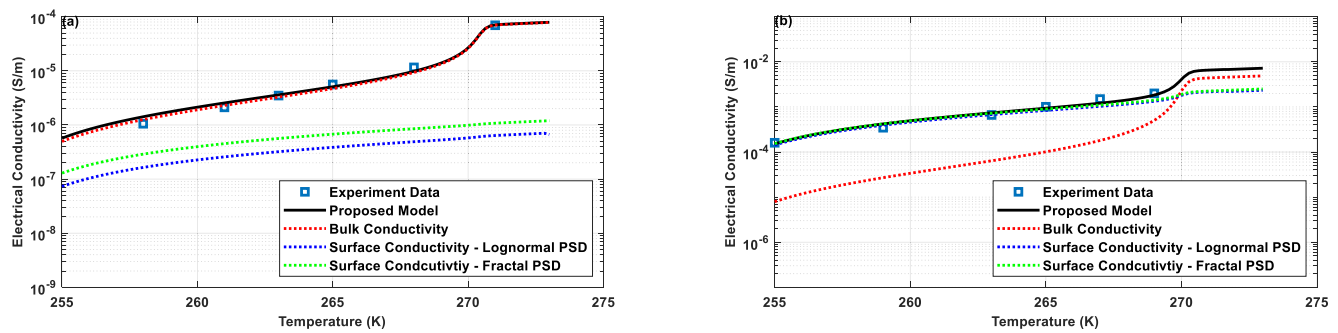 (a)
10^-4
10^-5
10^-6
10^-7
10^-8
10^-9
Electrical Conductivity (S/m)
255 260 265 270 275
Temperature (K)
Experiment Data
Proposed Model
Bulk Conductivity
Surface Conductivity - Lognormal PSD
Surface Condcutivtiy - Fractal PSD
(b)
10^-2
10^-4
10^-6
Electrical Conductivity (S/m)
255 260 265 270 275
Temperature (K)
Experiment Data
Proposed Model
Bulk Conductivity
Surface Conductivity - Lognormal PSD
Surface Condcutivtiy - Fractal PSD